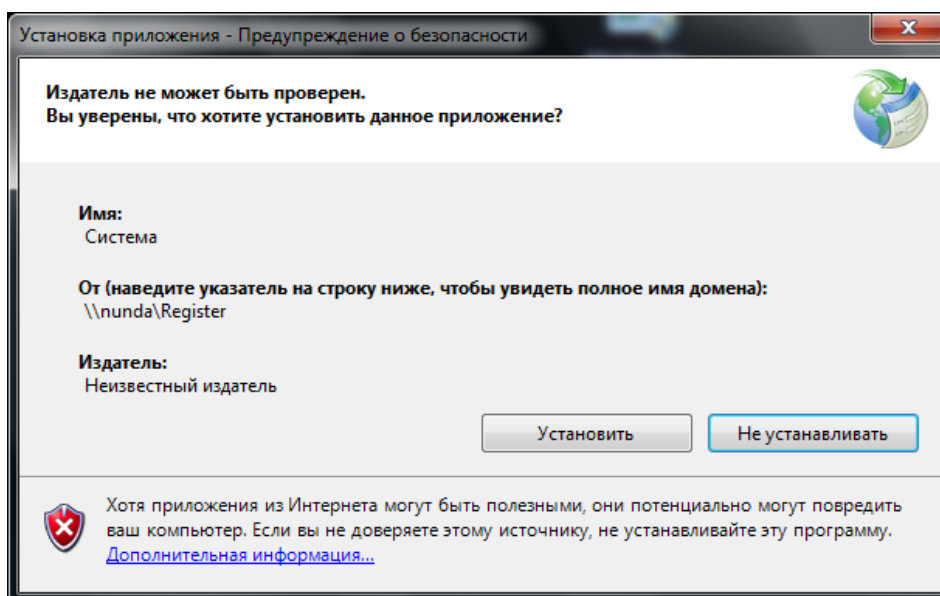 Установка приложения - Предупреждение о безопасности
Издатель не может быть проверен.
Вы уверены, что хотите установить данное приложение?
Имя:
Система
От (наведите указатель на строку ниже, чтобы увидеть полное имя домена):
\\nunda\Register
Издатель:
Неизвестный издатель
Установить
Не устанавливать
Хотя приложения из Интернета могут быть полезными, они потенциально могут повредить
ваш компьютер. Если вы не доверяете этому источнику, не устанавливайте эту программу.
Дополнительная информация...